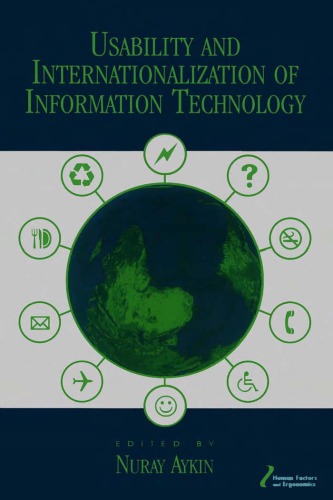 USABILITY AND
INTERNATIONALIZATION OF
INFORMATION TECHNOLOGY
?
EDITED BY
NURAY AYKIN
Human Factors
and Ergonomics